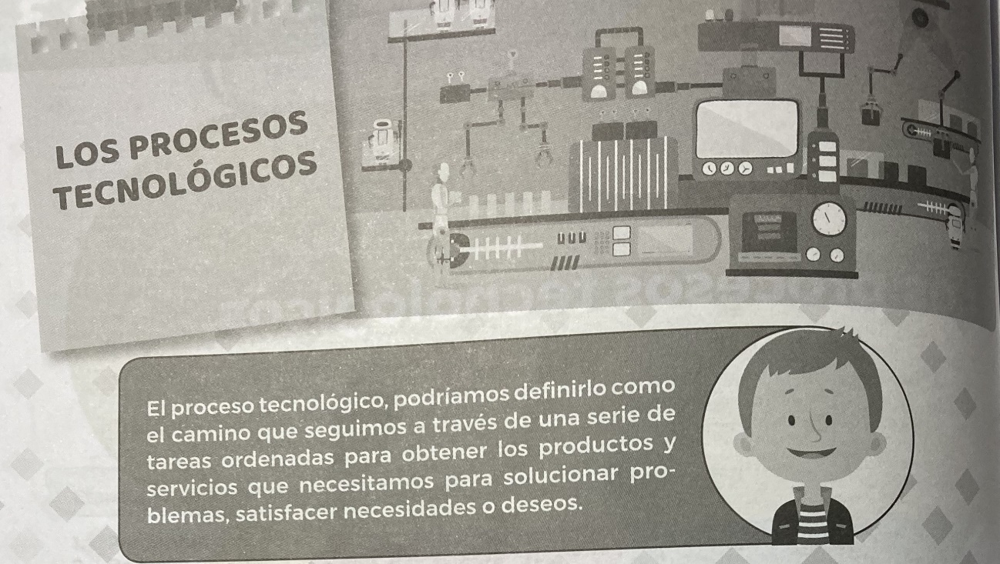 LOS PROCESOS
TECNOLÓGICOS
El proceso tecnológico, podríamos definirlo como
el camino que seguimos a través de una serie de
tareas ordenadas para obtener los productos y
servicios que necesitamos para solucionar pro-
blemas, satisfacer necesidades o deseos.